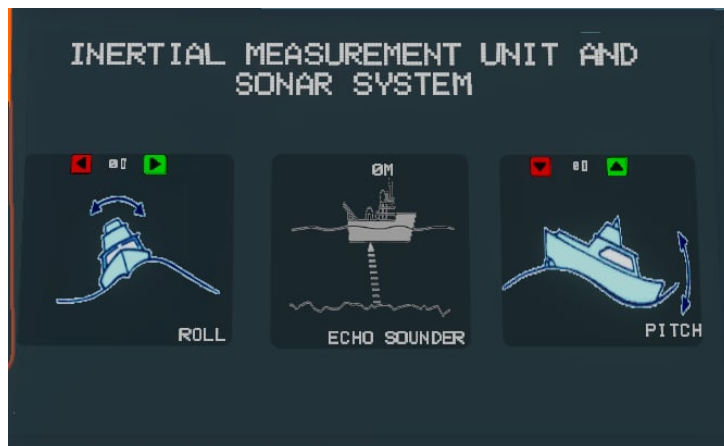 INERTIAL MEASUREMENT UNIT AND
SONAR SYSTEM
0M
ROLL
ECHO SOUNDER
PITCH